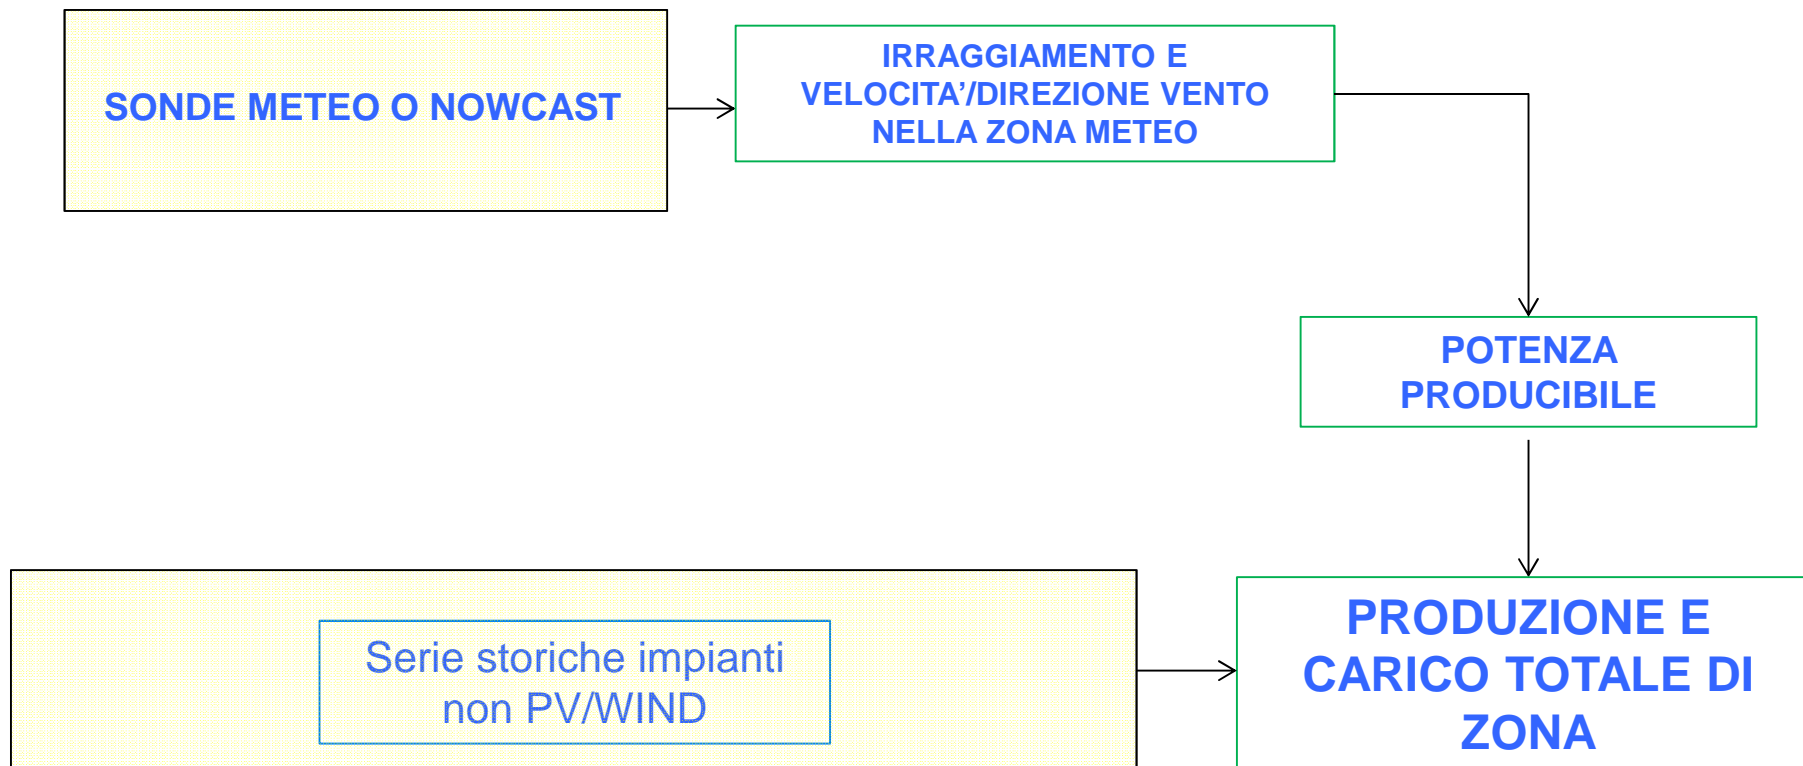 SONDE METEO O NOWCAST
IRRAGGIAMENTO E
VELOCITA’/DIREZIONE VENTO
NELLA ZONA METEO
POTENZA
PRODUCIBILE
Serie storiche impianti
non PV/WIND
PRODUZIONE E
CARICO TOTALE DI
ZONA